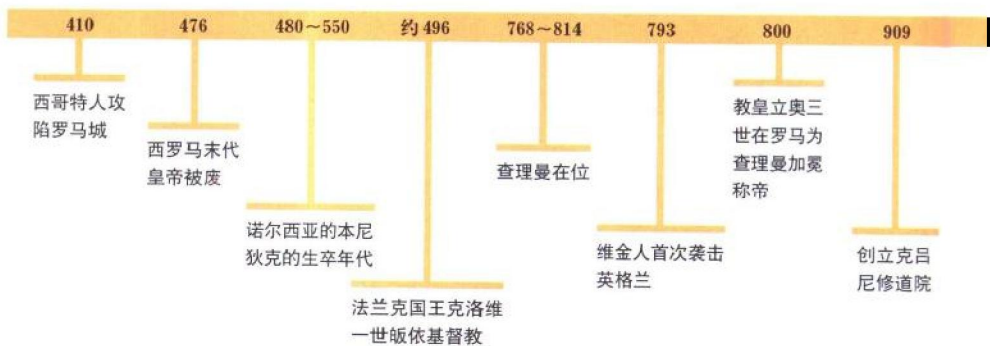 410 476 480～550 约496 768～814 793 800 909
西哥特人攻
陷罗马城
西罗马末代
皇帝被废
诺尔西亚的本尼
狄克的生卒年代
法兰克国王克洛维
一世皈依基督教
查理曼在位
维金人首次袭击
英格兰
教皇立奥三
世在罗马为
查理曼加冕
称帝
创立克吕
尼修道院